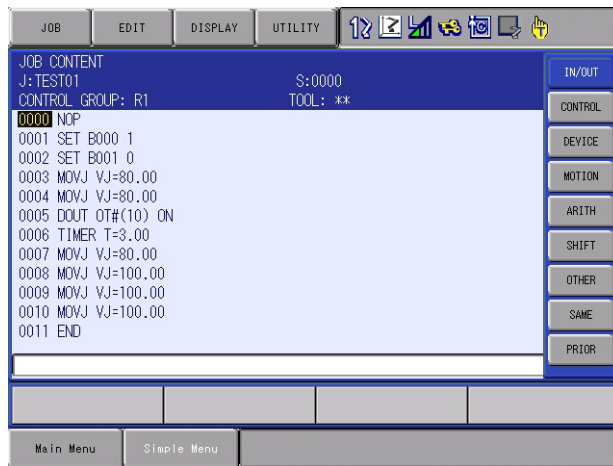 JOB EDIT DISPLAY UTILITY
JOB CONTENT
J:TEST01 S:0000
CONTROL GROUP: R1 TOOL: **
0000 NOP
0001 SET B000 1
0002 SET B001 0
0003 MOVJ VJ=80.00
0004 MOVJ VJ=80.00
0005 DOUT OT#(10) ON
0006 TIMER T=3.00
0007 MOVJ VJ=80.00
0008 MOVJ VJ=100.00
0009 MOVJ VJ=100.00
0010 MOVJ VJ=100.00
0011 END
IN/OUT
CONTROL
DEVICE
MOTION
ARITH
SHIFT
OTHER
SAME
PRIOR
Main Menu Simple Menu